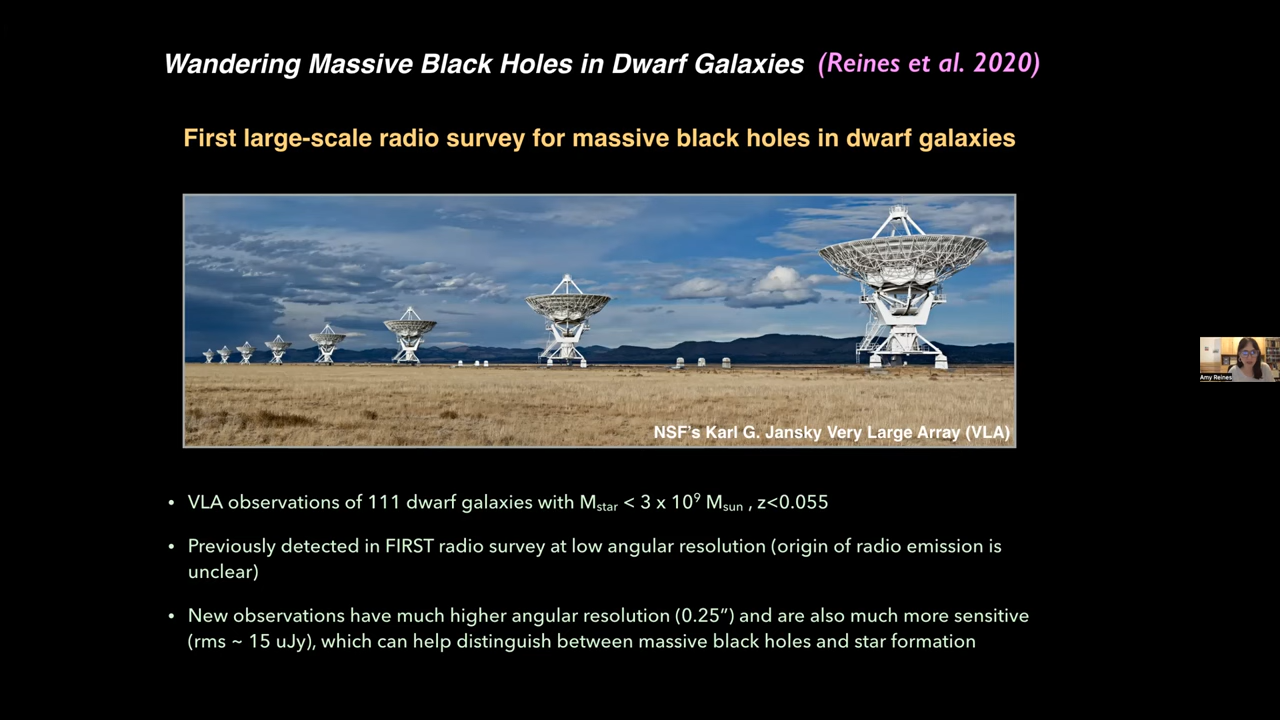 Wandering Massive Black Holes in Dwarf Galaxies (Reines et al. 2020)
First large-scale radio survey for massive black holes in dwarf galaxies
NSF's Karl G. Jansky Very Large Array (VLA)
Amy Reines
• VLA observations of 111 dwarf galaxies with Mstar < 3 x 10⁹ Msun , z<0.055
• Previously detected in FIRST radio survey at low angular resolution (origin of radio emission is
unclear)
• New observations have much higher angular resolution (0.25”) and are also much more sensitive
(rms ~ 15 uJy), which can help distinguish between massive black holes and star formation